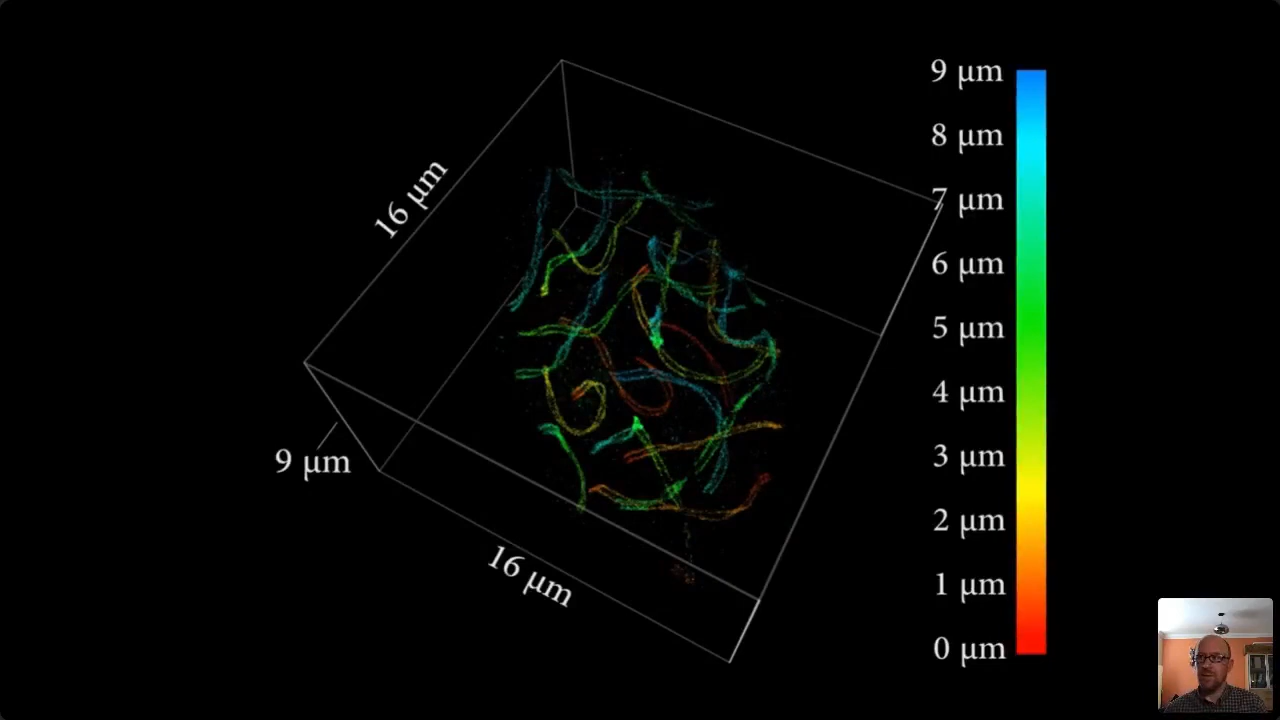 16 µm
9 µm
16 µm
9 µm
8 µm
7 µm
6 µm
5 µm
4 µm
3 µm
2 µm
1 µm
0 µm